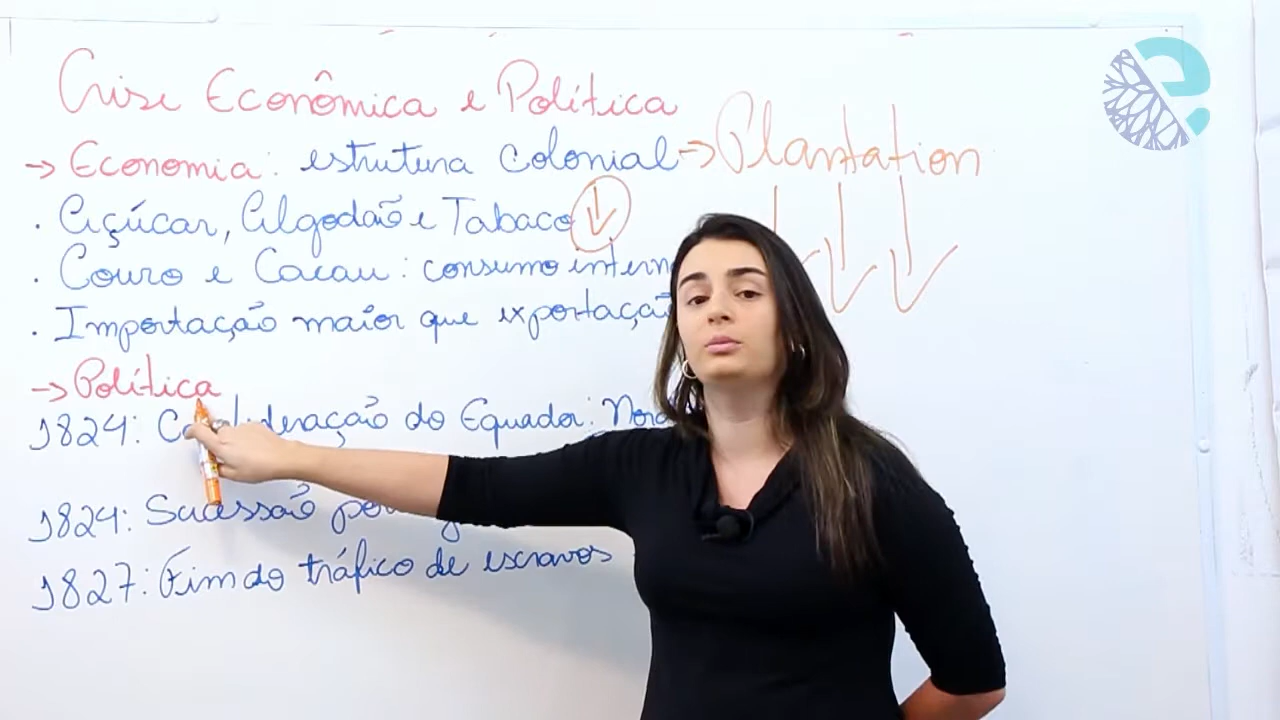 Crise Econômica e Política
→ Economia: estrutura colonial → Plantation
. Açúcar, Algodão e Tabaco ↓
. Couro e Cacau: consumo intern
. Importação maior que exportação
→ Política
1824: Confederação do Equador: Nord
1824: Sucessão por
1827: Fim do tráfico de escravos